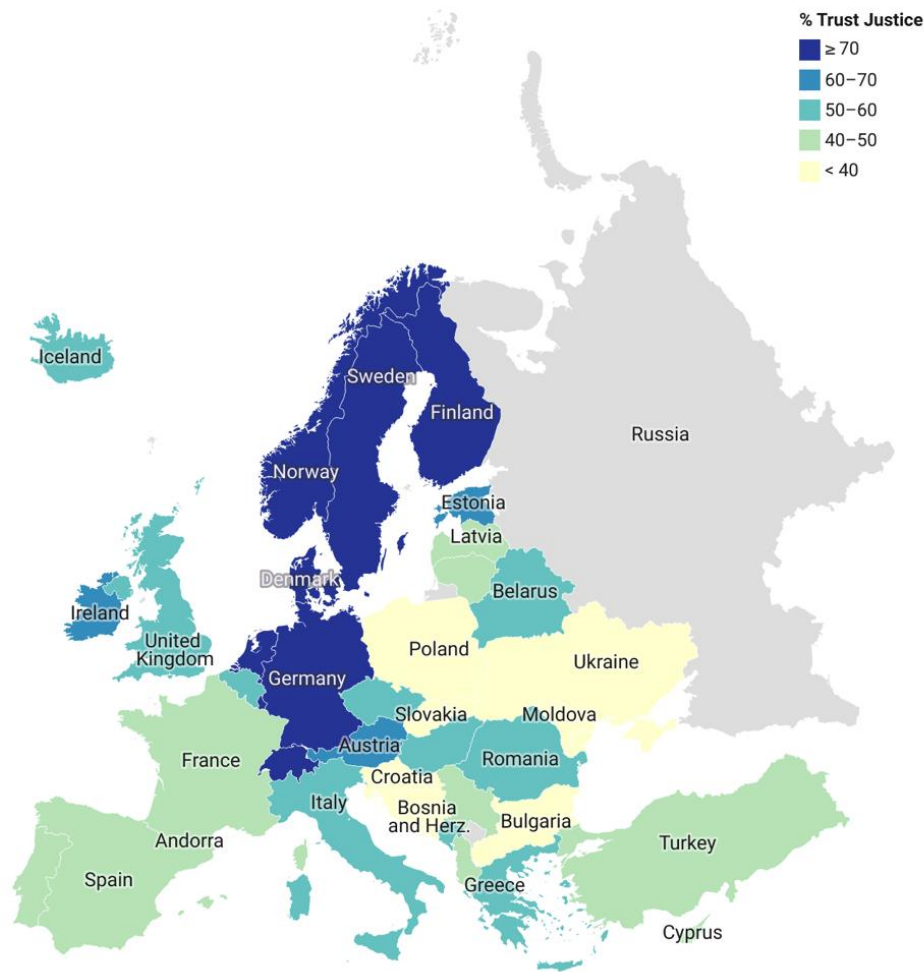 % Trust Justice
≥ 70
60–70
50–60
40–50
< 40
Iceland
Sweden
Finland
Norway
Russia
Estonia
Latvia
Denmark
Belarus
Ireland
United
Kingdom
Poland
Ukraine
Germany
Slovakia
Moldova
Austria
France
Romania
Croatia
Italy
Bosnia
and Herz.
Bulgaria
Andorra
Turkey
Spain
Greece
Cyprus